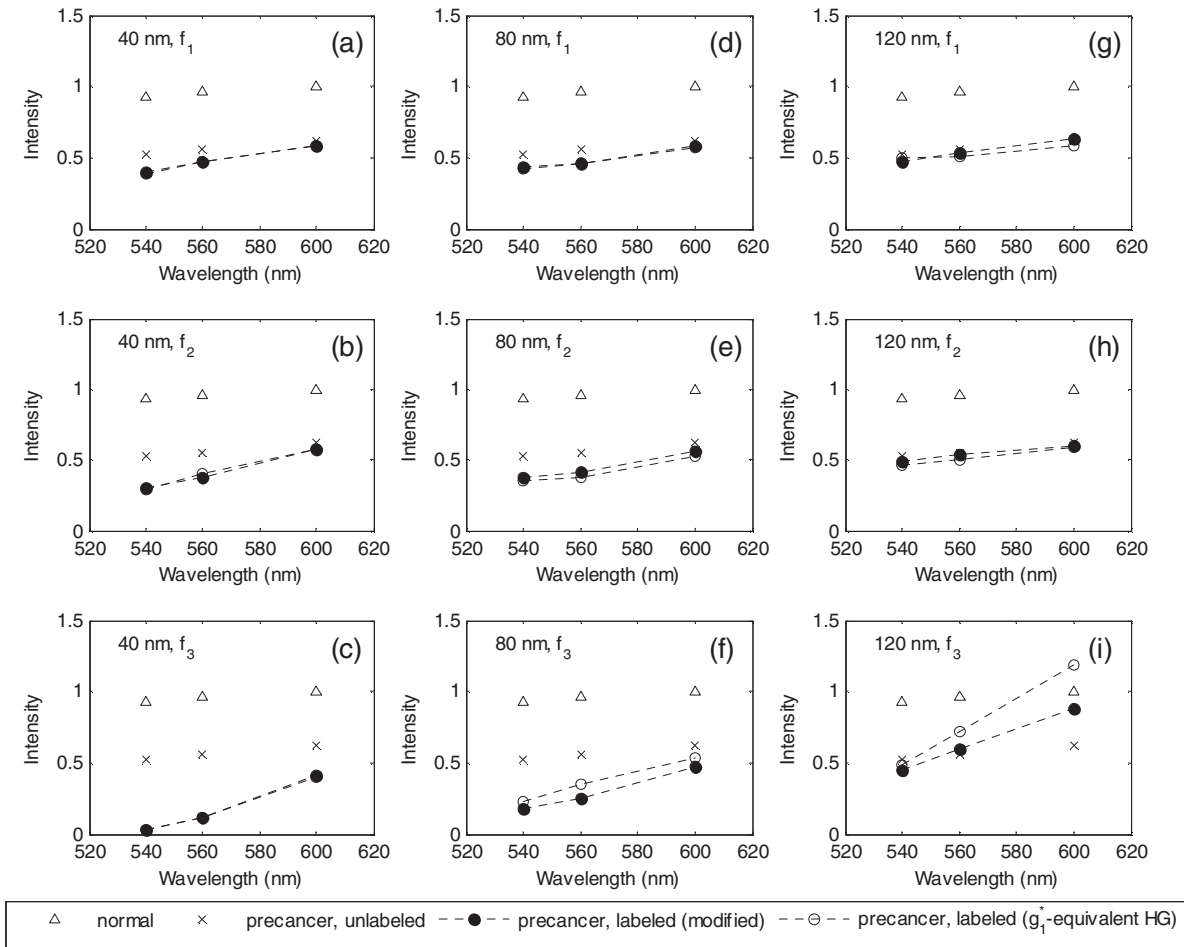 40 nm, f1 (a)
1.5
1
0.5
0
Intensity
520 540 560 580 600 620
Wavelength (nm)
80 nm, f1 (d)
1.5
1
0.5
0
Intensity
520 540 560 580 600 620
Wavelength (nm)
120 nm, f1 (g)
1.5
1
0.5
0
Intensity
520 540 560 580 600 620
Wavelength (nm)
40 nm, f2 (b)
1.5
1
0.5
0
Intensity
520 540 560 580 600 620
Wavelength (nm)
80 nm, f2 (e)
1.5
1
0.5
0
Intensity
520 540 560 580 600 620
Wavelength (nm)
120 nm, f2 (h)
1.5
1
0.5
0
Intensity
520 540 560 580 600 620
Wavelength (nm)
40 nm, f3 (c)
1.5
1
0.5
0
Intensity
520 540 560 580 600 620
Wavelength (nm)
80 nm, f3 (f)
1.5
1
0.5
0
Intensity
520 540 560 580 600 620
Wavelength (nm)
120 nm, f3 (i)
1.5
1
0.5
0
Intensity
520 540 560 580 600 620
Wavelength (nm)
normal precancer, unlabeled precancer, labeled (modified) precancer, labeled (g1*-equivalent HG)